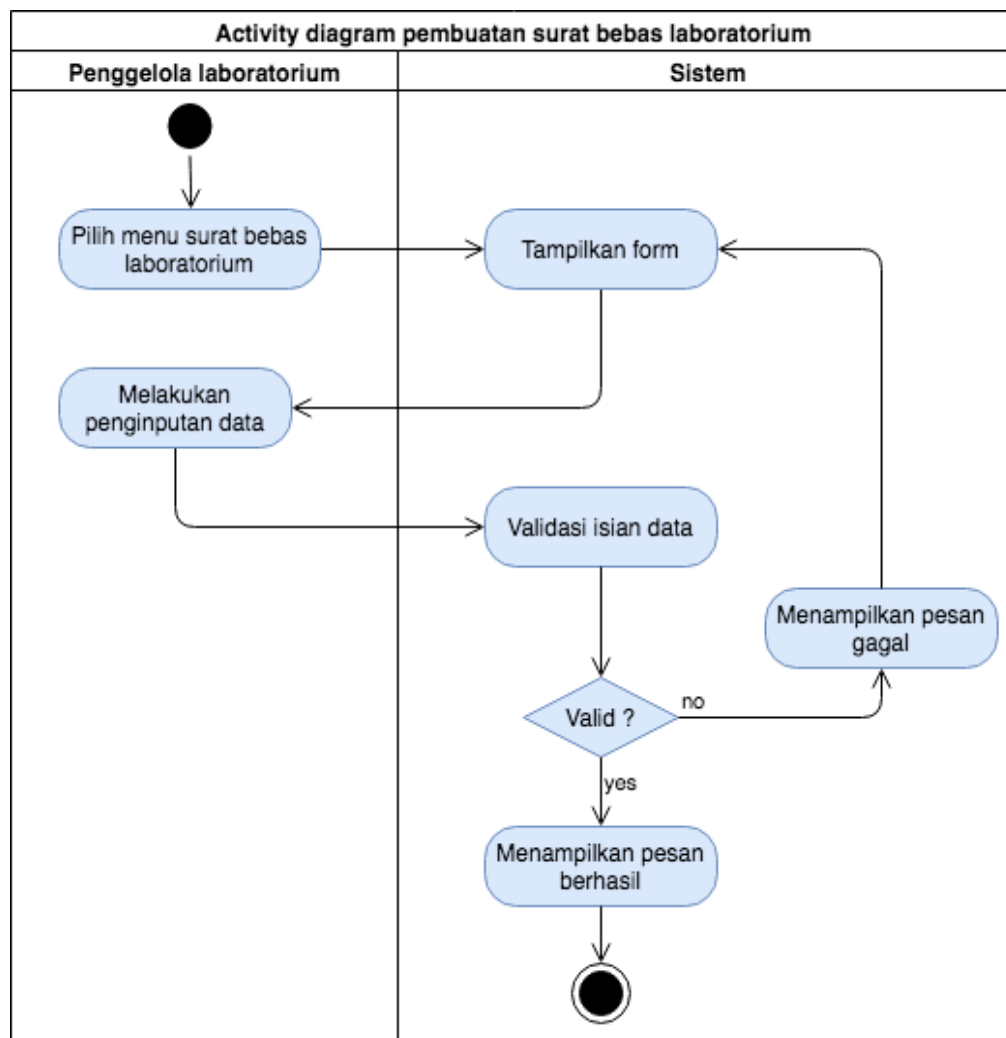 Activity diagram pembuatan surat bebas laboratorium
Penggelola laboratorium
Sistem
Pilih menu surat bebas
laboratorium
Tampilkan form
Melakukan
penginputan data
Validasi isian data
Menampilkan pesan
gagal
Valid ?
no
yes
Menampilkan pesan
berhasil